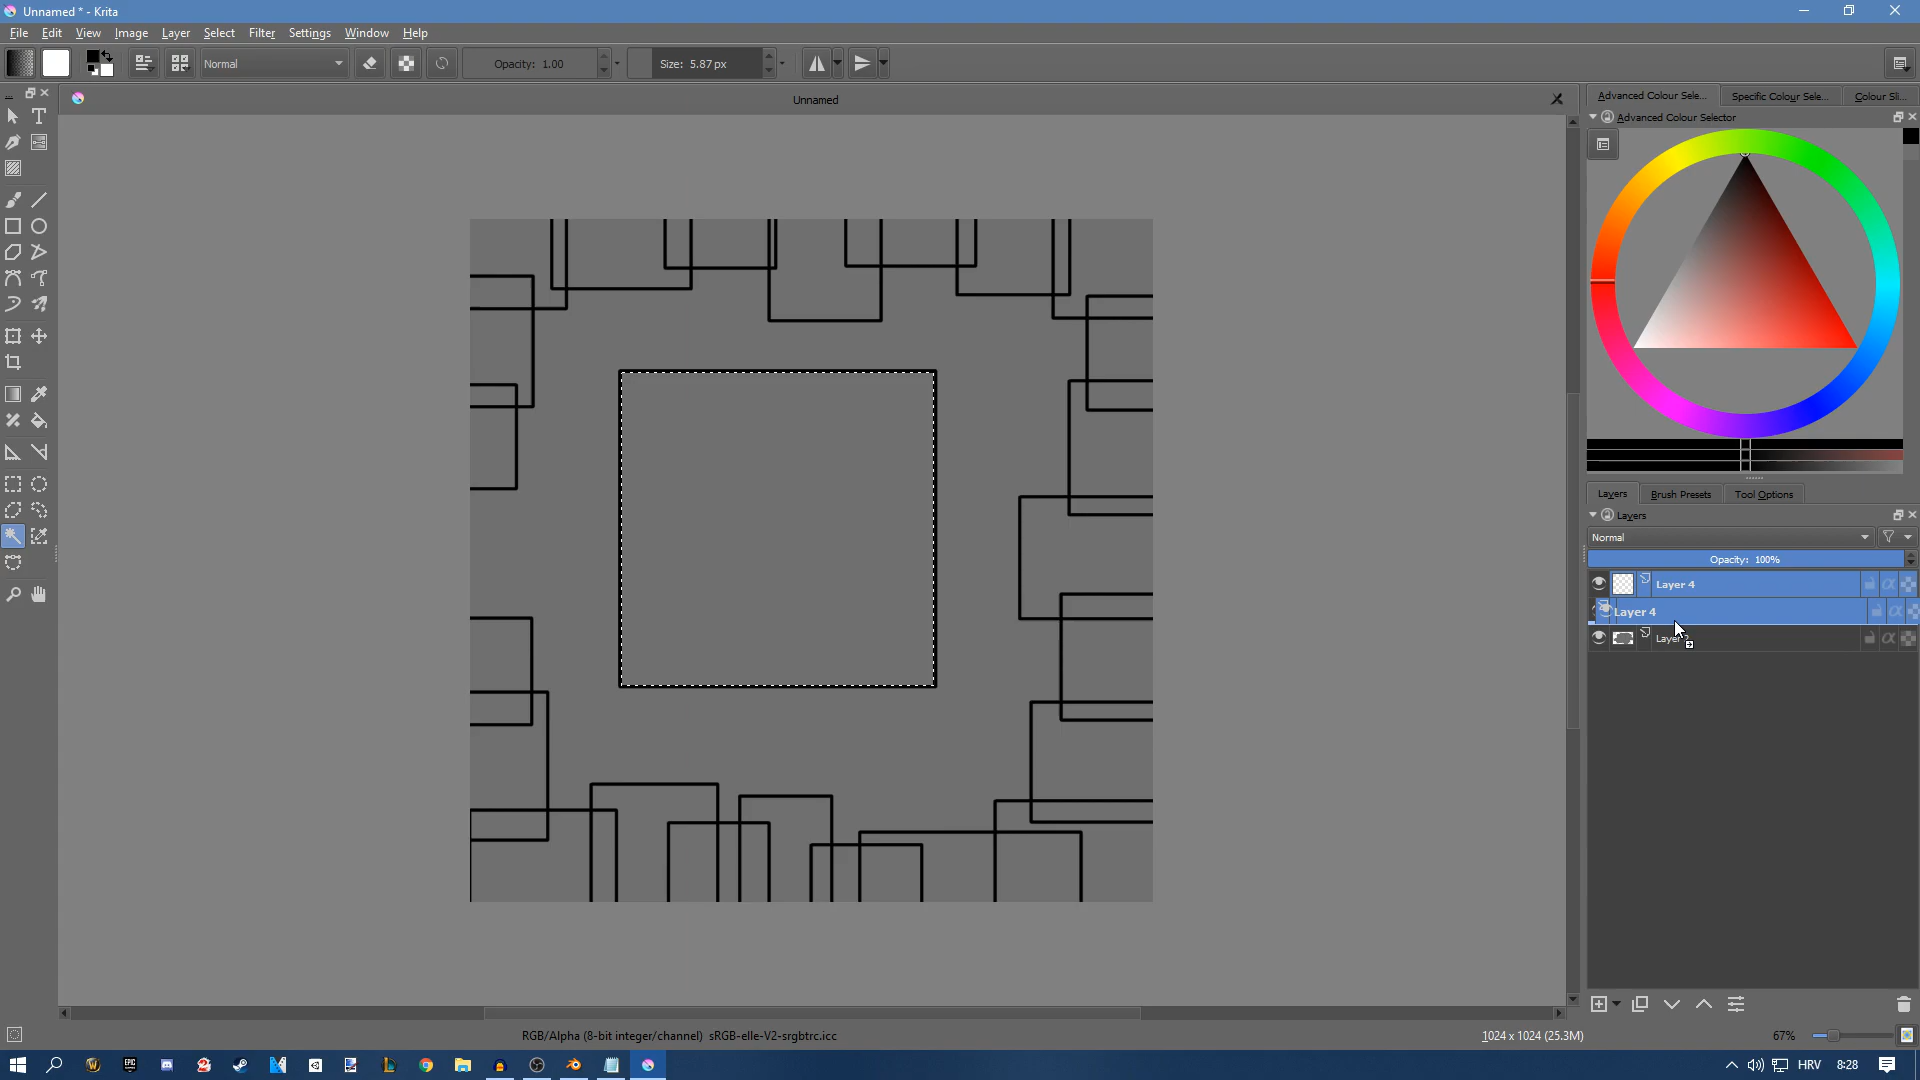 Unnamed * - Krita
File Edit View Image Layer Select Filter Settings Window Help
Normal Opacity: 1.00 Size: 5.87 px
Unnamed
Advanced Colour Sele... Specific Colour Sele... Colour Sli...
Advanced Colour Selector
Layers Brush Presets Tool Options
Layers
Normal
Opacity: 100%
Layer 4
Layer 4
Layer
RGB/Alpha (8-bit integer/channel) sRGB-elle-V2-srgbtrc.icc
1024 x 1024 (25.3M)
67%
HRV 8:28